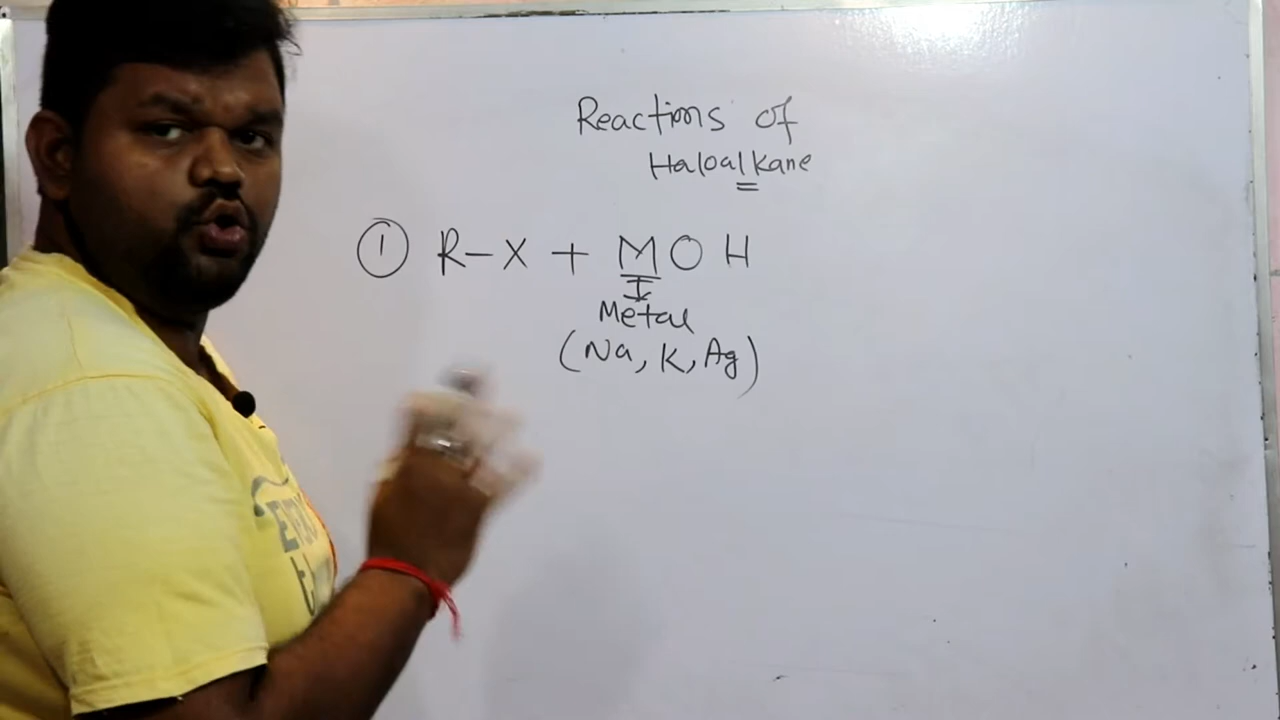 Reactions of
Haloalkane
① R-X + MOH
Metal
(Na, K, Ag)